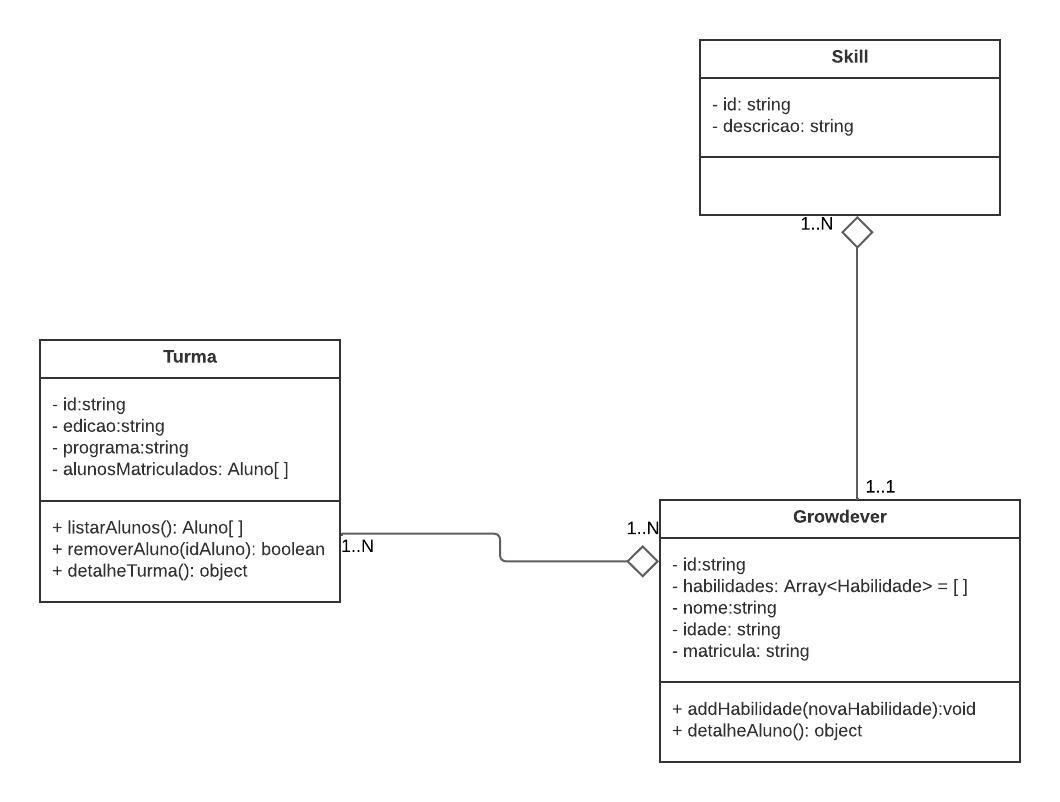 Skill
- id: string
- descricao: string
1..N
Turma
- id:string
- edicao:string
- programa:string
- alunosMatriculados: Aluno[ ]
+ listarAlunos(): Aluno[ ]
+ removerAluno(idAluno): boolean
+ detalheTurma(): object
1..N
1..N
1..1
Growdever
- id:string
- habilidades: Array<Habilidade> = [ ]
- nome:string
- idade: string
- matricula: string
+ addHabilidade(novaHabilidade):void
+ detalheAluno(): object